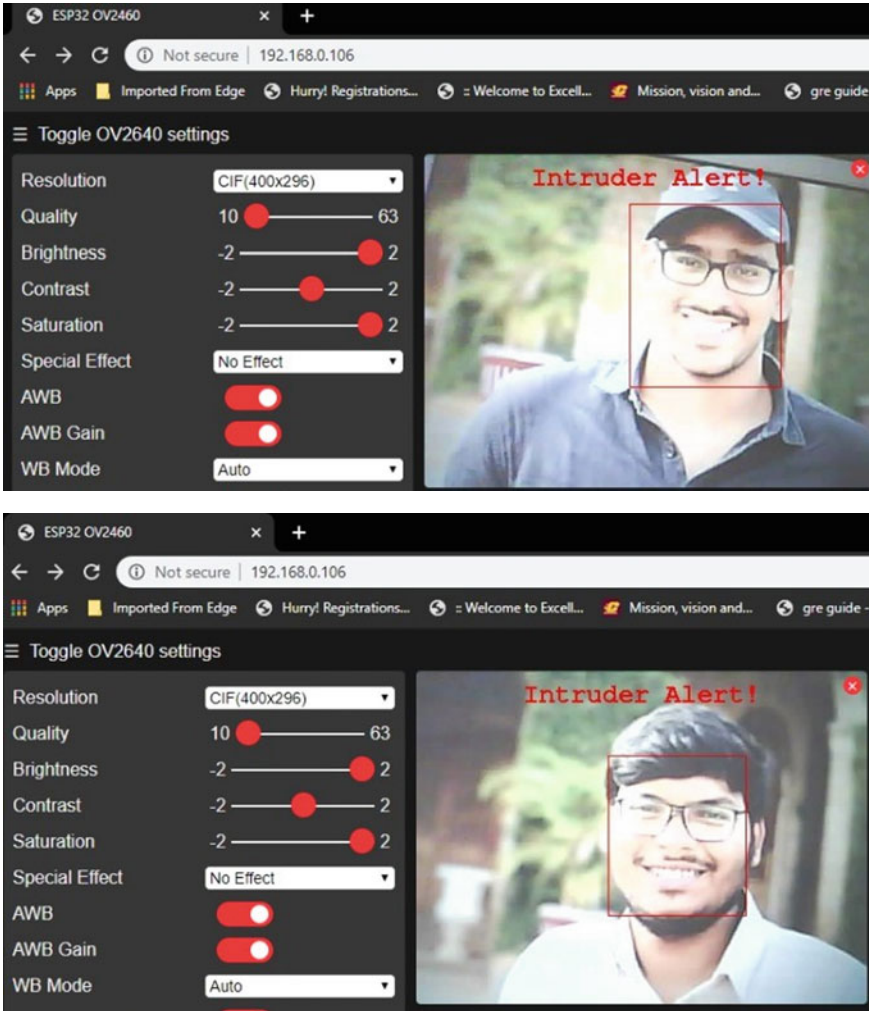 ESP32 OV2460 × +
Not secure | 192.168.0.106
Apps Imported From Edge Hurry! Registrations... :: Welcome to Excell... Mission, vision and... gre guide
☰ Toggle OV2640 settings
Resolution CIF(400x296)
Quality 10 63
Brightness -2 2
Contrast -2 2
Saturation -2 2
Special Effect No Effect
AWB
AWB Gain
WB Mode Auto
Intruder Alert!
ESP32 OV2460 × +
Not secure | 192.168.0.106
Apps Imported From Edge Hurry! Registrations... :: Welcome to Excell... Mission, vision and... gre guide -
☰ Toggle OV2640 settings
Resolution CIF(400x296)
Quality 10 63
Brightness -2 2
Contrast -2 2
Saturation -2 2
Special Effect No Effect
AWB
AWB Gain
WB Mode Auto
Intruder Alert!